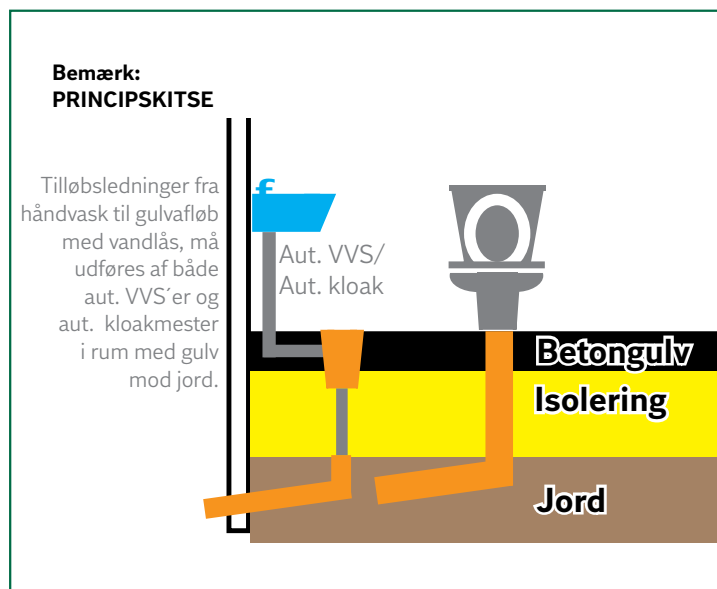 Bemærk:
PRINCIPSKITSE
Tilløbsledninger fra
håndvask til gulvafløb
med vandlås, må
udføres af både
aut. VVS´er og
aut. kloakmester
i rum med gulv
mod jord.
Aut. VVS/
Aut. kloak
Betongulv
Isolering
Jord